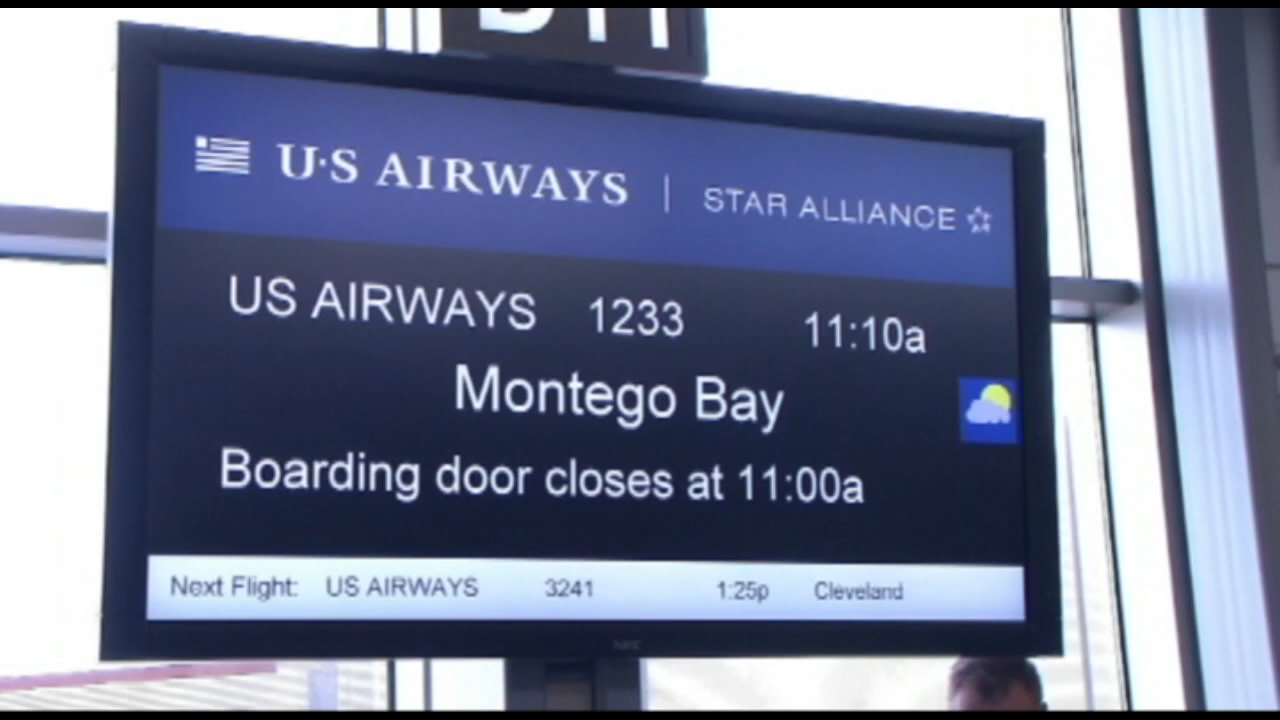 U·S AIRWAYS | STAR ALLIANCE
US AIRWAYS 1233 11:10a
Montego Bay
Boarding door closes at 11:00a
Next Flight: US AIRWAYS 3241 1:25p Cleveland
NEC